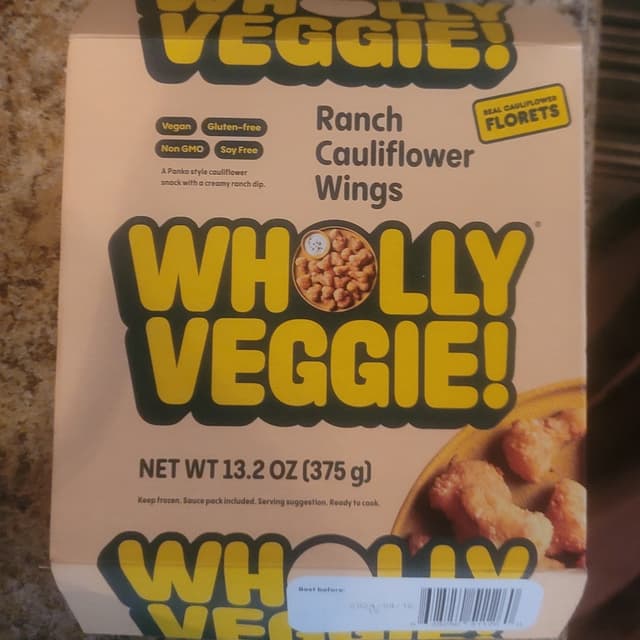 WHOLLY
VEGGIE!
Vegan Gluten-free
Non GMO Soy Free
A Panko style cauliflower
snack with a creamy ranch dip.
Ranch
Cauliflower
Wings
REAL CAULIFLOWER
FLORETS
WHOLLY
VEGGIE!
NET WT 13.2 OZ (375 g)
Keep frozen. Sauce pack included. Serving suggestion. Ready to cook.
WHOLLY
VEGGIE!
Best before: